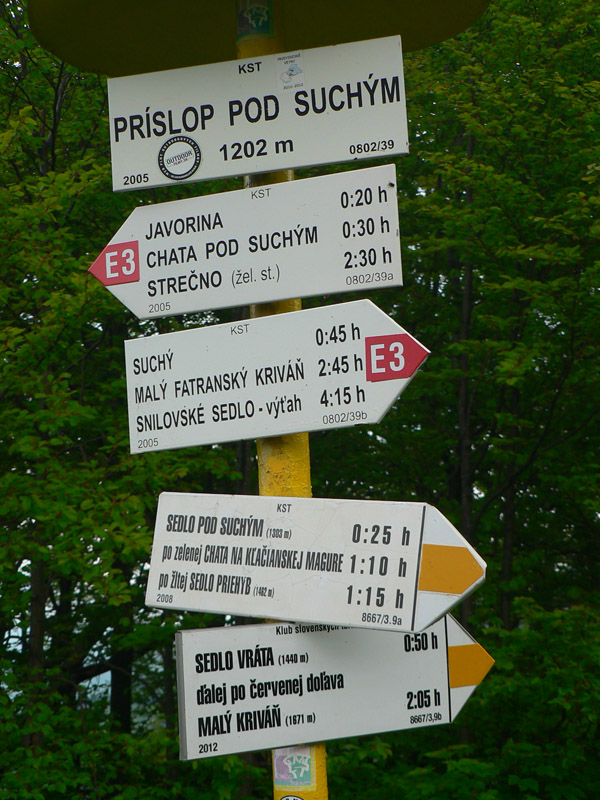 KST
PRÍSLOP POD SUCHÝM
OUTDOOR
1202 m
2005
0802/39
KST
JAVORINA 0:20 h
CHATA POD SUCHÝM 0:30 h
E3
STREČNO (žel. st.) 2:30 h
2005
0802/39a
KST
SUCHÝ 0:45 h
MALÝ FATRANSKÝ KRIVÁŇ 2:45 h
E3
SNILOVSKÉ SEDLO - výťah 4:15 h
2005
0802/39b
KST
SEDLO POD SUCHÝM (1303 m) 0:25 h
po zelenej CHATA NA KĽAČIANSKEJ MAGURE 1:10 h
po žltej SEDLO PRIEHYB (1462 m) 1:15 h
2008
8667/3.9a
Klub slovenských
SEDLO VRÁTA (1440 m) 0:50 h
ďalej po červenej doľava
MALÝ KRIVÁŇ (1671 m) 2:05 h
2012
8667/3,9b